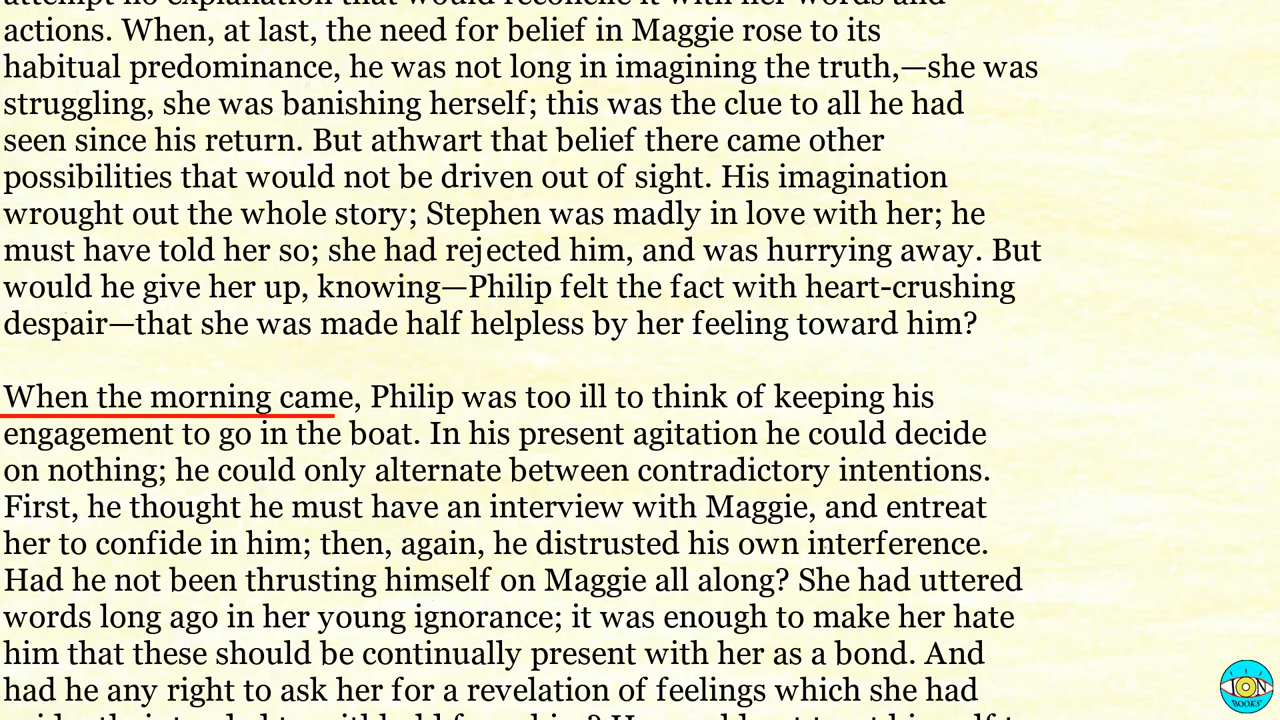 actions. When, at last, the need for belief in Maggie rose to its
habitual predominance, he was not long in imagining the truth,—she was
struggling, she was banishing herself; this was the clue to all he had
seen since his return. But athwart that belief there came other
possibilities that would not be driven out of sight. His imagination
wrought out the whole story; Stephen was madly in love with her; he
must have told her so; she had rejected him, and was hurrying away. But
would he give her up, knowing—Philip felt the fact with heart-crushing
despair—that she was made half helpless by her feeling toward him?
When the morning came, Philip was too ill to think of keeping his
engagement to go in the boat. In his present agitation he could decide
on nothing; he could only alternate between contradictory intentions.
First, he thought he must have an interview with Maggie, and entreat
her to confide in him; then, again, he distrusted his own interference.
Had he not been thrusting himself on Maggie all along? She had uttered
words long ago in her young ignorance; it was enough to make her hate
him that these should be continually present with her as a bond. And
had he any right to ask her for a revelation of feelings which she had
ION
BOOKS